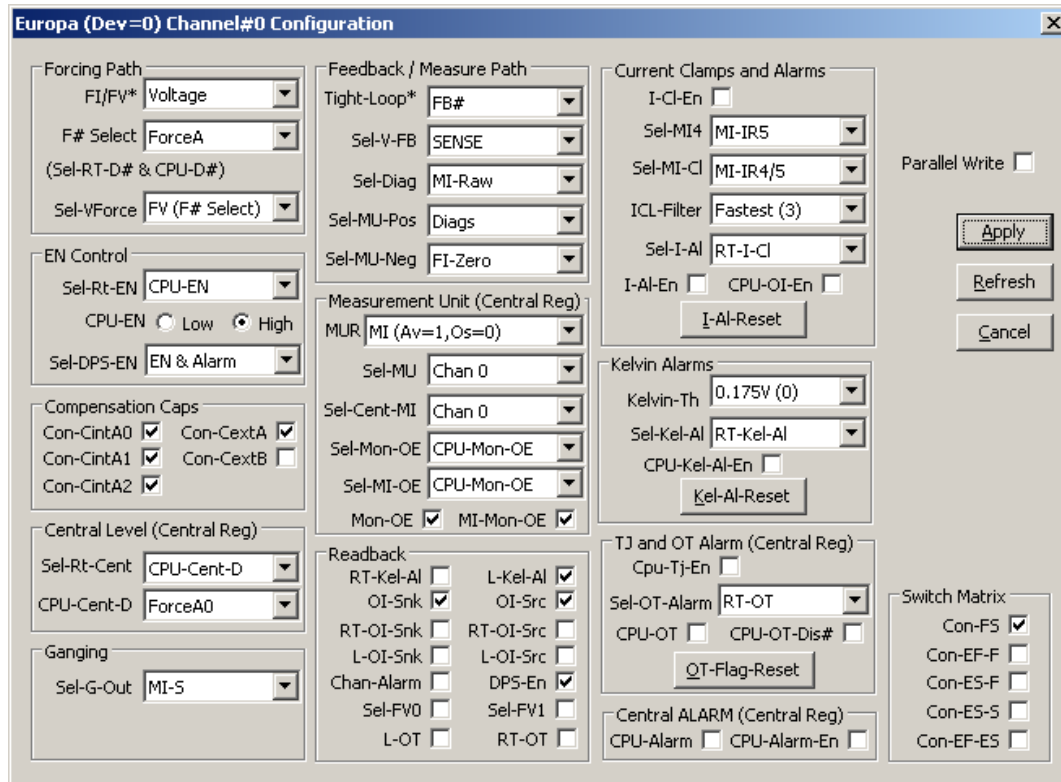 Europa (Dev=0) Channel#0 Configuration
Forcing Path
FI/FV* Voltage
F# Select ForceA
(Sel-RT-D# & CPU-D#)
Sel-VForce FV (F# Select)
EN Control
Sel-Rt-EN CPU-EN
CPU-EN Low High
Sel-DPS-EN EN & Alarm
Compensation Caps
Con-CintA0 Con-CextA
Con-CintA1 Con-CextB
Con-CintA2
Central Level (Central Reg)
Sel-Rt-Cent CPU-Cent-D
CPU-Cent-D ForceA0
Ganging
Sel-G-Out MI-S
Feedback / Measure Path
Tight-Loop* FB#
Sel-V-FB SENSE
Sel-Diag MI-Raw
Sel-MU-Pos Diags
Sel-MU-Neg FI-Zero
Measurement Unit (Central Reg)
MUR MI (Av=1,Os=0)
Sel-MU Chan 0
Sel-Cent-MI Chan 0
Sel-Mon-OE CPU-Mon-OE
Sel-MI-OE CPU-Mon-OE
Mon-OE MI-Mon-OE
Readback
RT-Kel-Al L-Kel-Al
OI-Snk OI-Src
RT-OI-Snk RT-OI-Src
L-OI-Snk L-OI-Src
Chan-Alarm DPS-En
Sel-FV0 Sel-FV1
L-OT RT-OT
Current Clamps and Alarms
I-Cl-En
Sel-MI4 MI-IR5
Sel-MI-Cl MI-IR4/5
ICL-Filter Fastest (3)
Sel-I-Al RT-I-Cl
I-Al-En CPU-OI-En
I-Al-Reset
Kelvin Alarms
Kelvin-Th 0.175V (0)
Sel-Kel-Al RT-Kel-Al
CPU-Kel-Al-En
Kel-Al-Reset
TJ and OT Alarm (Central Reg)
Cpu-Tj-En
Sel-OT-Alarm RT-OT
CPU-OT CPU-OT-Dis#
OT-Flag-Reset
Central ALARM (Central Reg)
CPU-Alarm CPU-Alarm-En
Parallel Write
Apply
Refresh
Cancel
Switch Matrix
Con-FS
Con-EF-F
Con-ES-F
Con-ES-S
Con-EF-ES